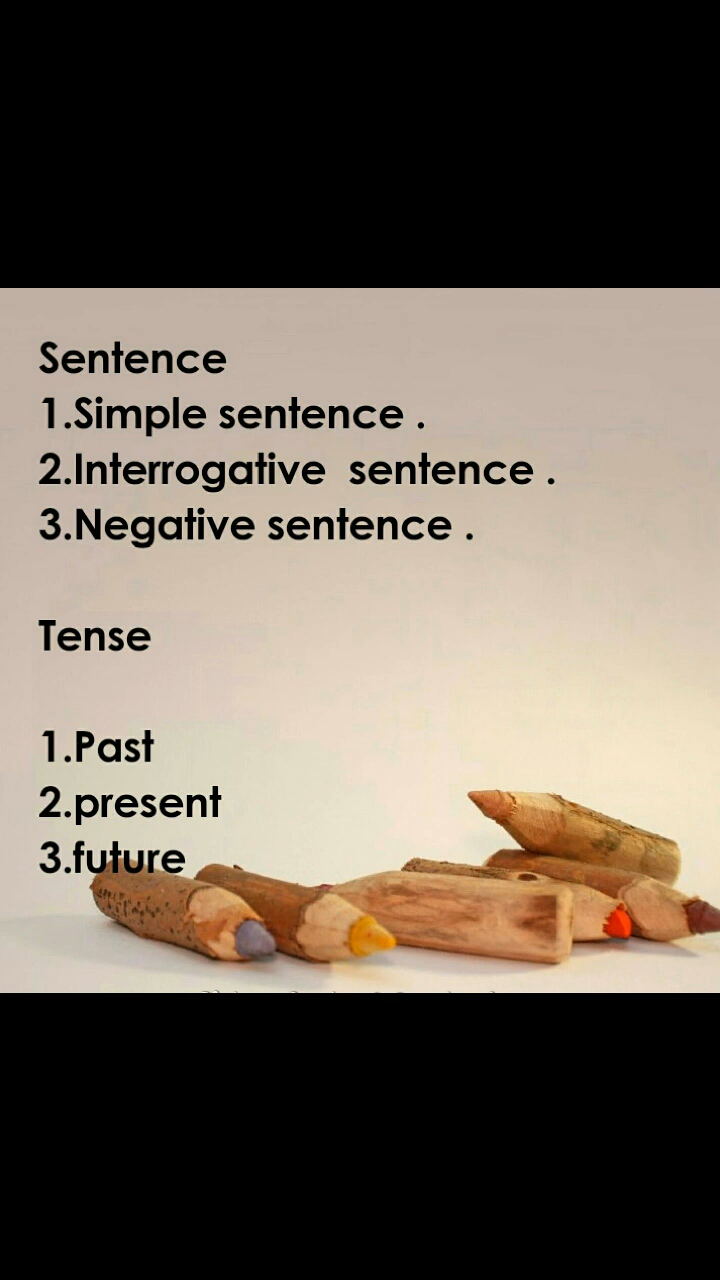 Sentence
1.Simple sentence .
2.Interrogative  sentence .
3.Negative sentence .
Tense
1.Past
2.present
3.future